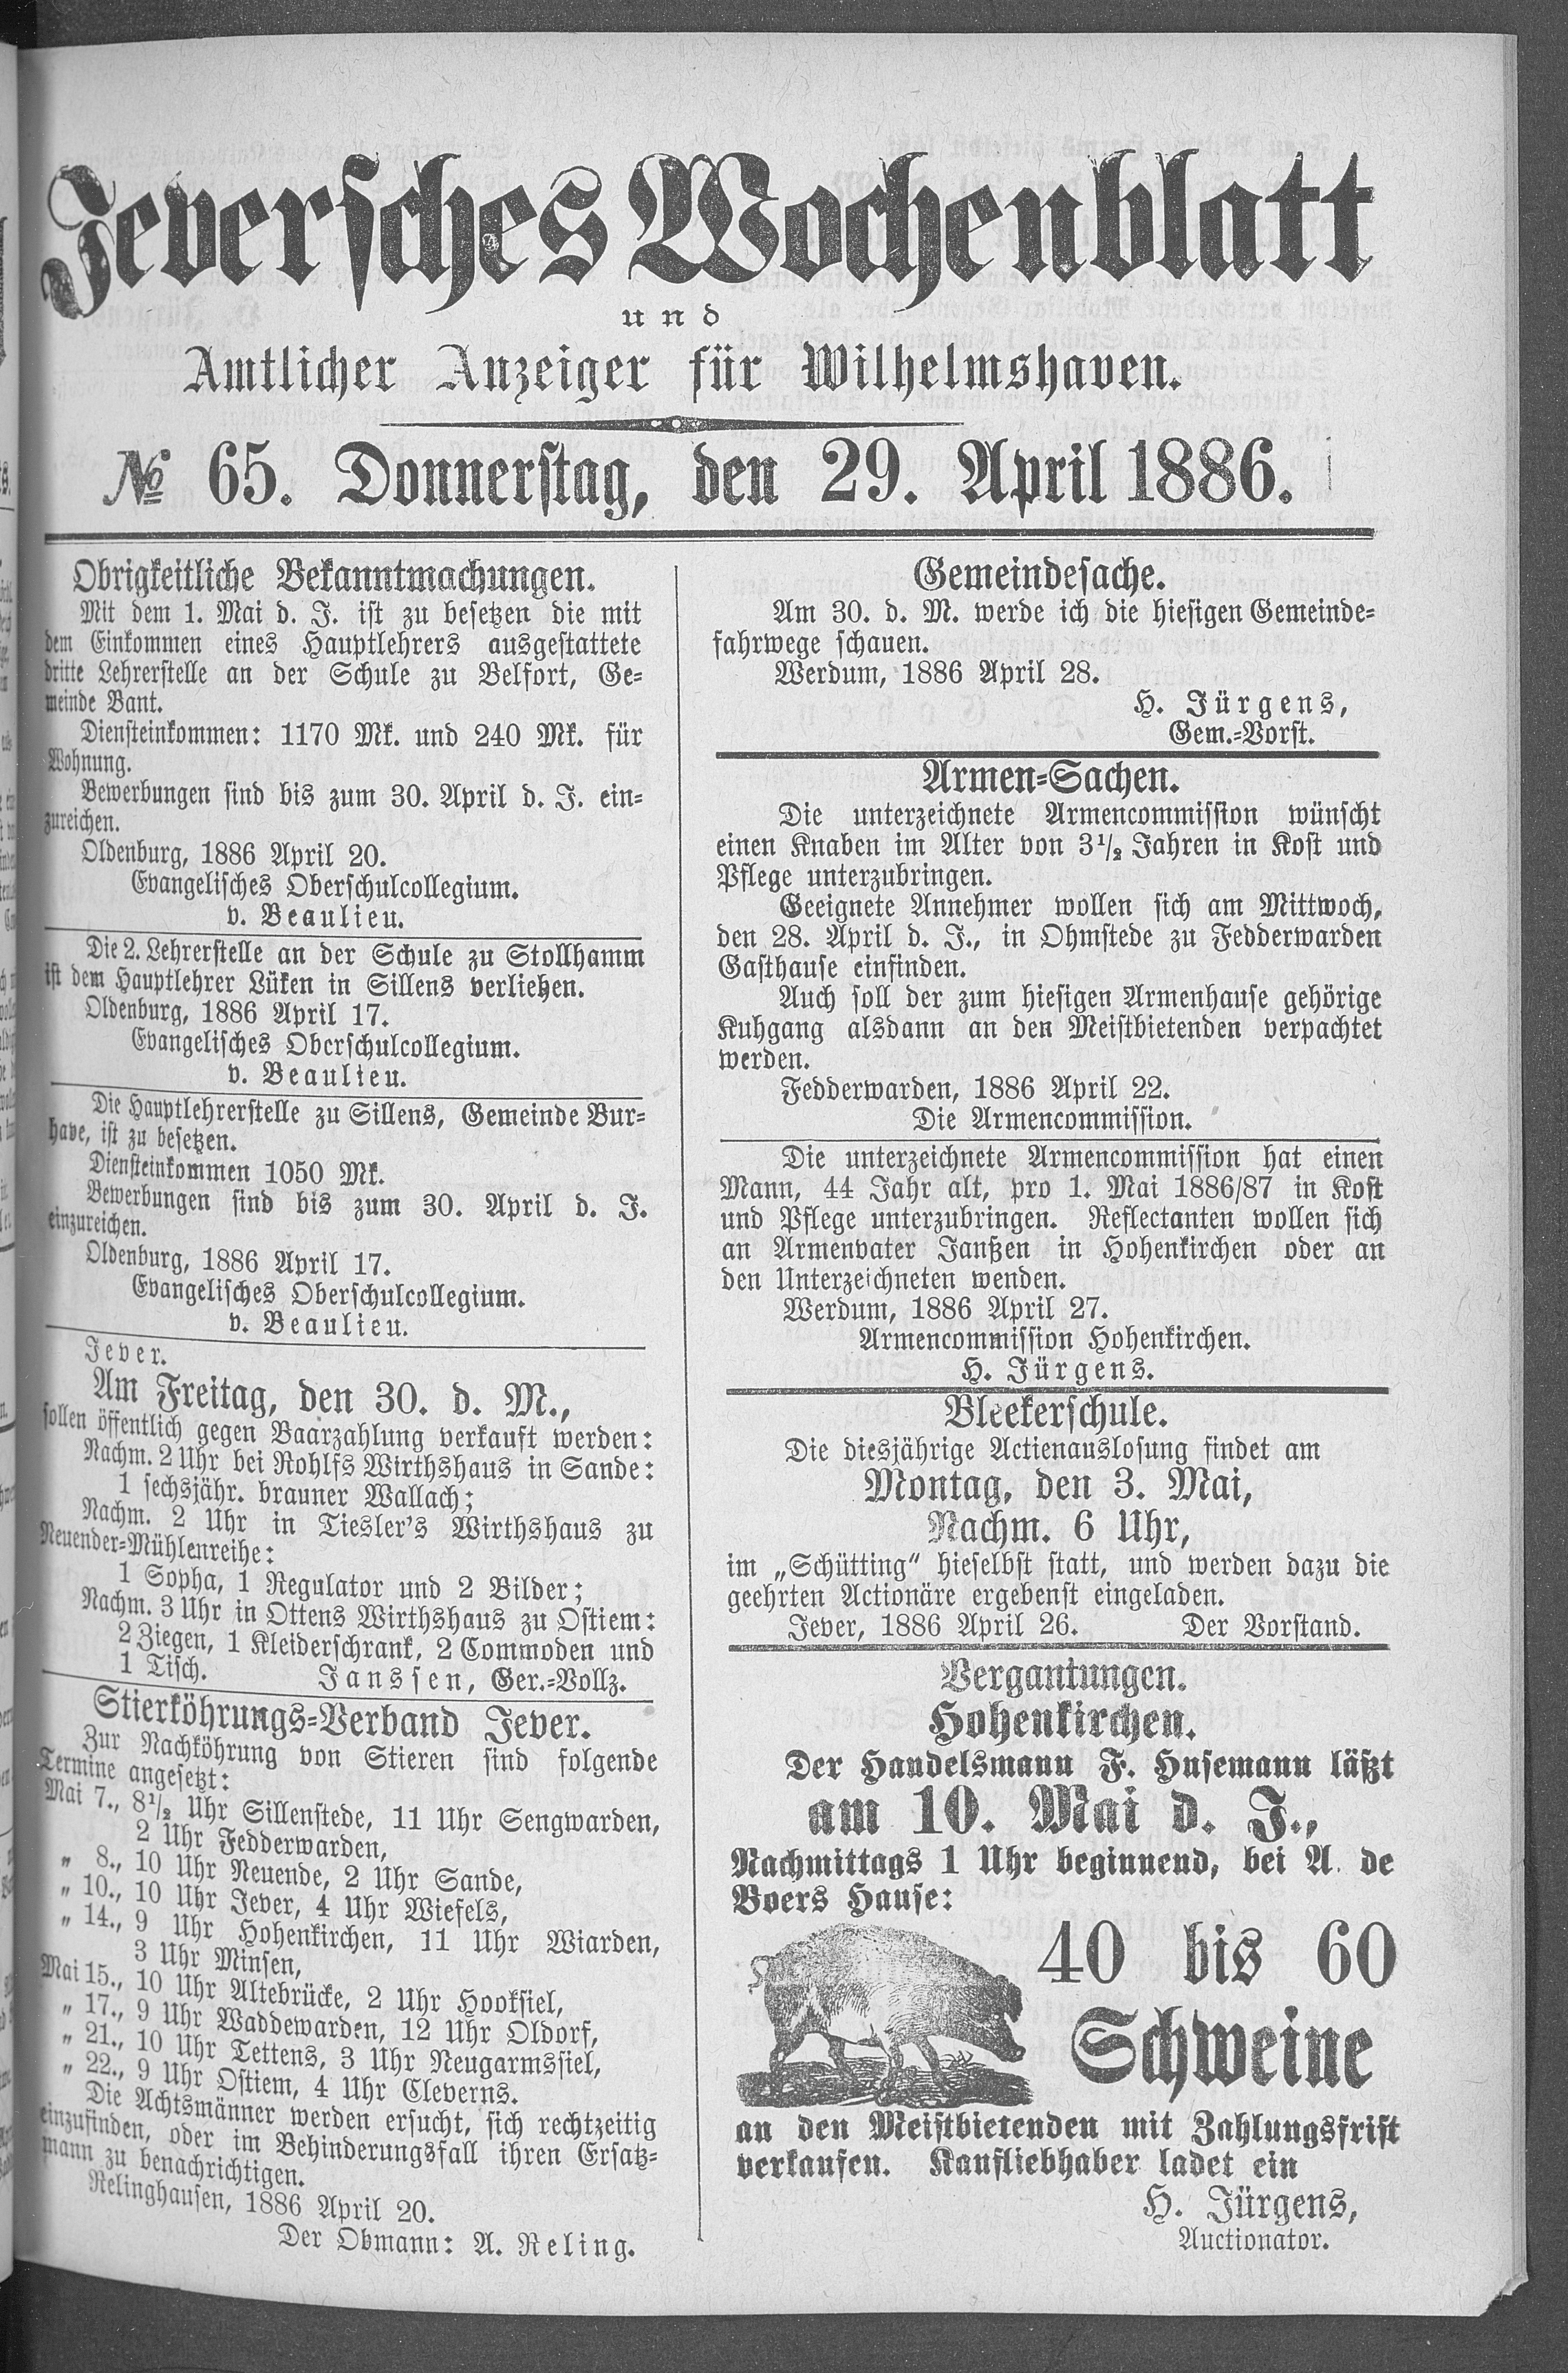 Jeversches Wochenblatt
und
Amtlicher Anzeiger für Wilhelmshaven.
№ 65. Donnerstag, den 29. April 1886.
Obrigkeitliche Bekanntmachungen.
Mit dem 1. Mai d. J. ist zu besetzen die mit
dem Einkommen eines Hauptlehrers ausgestattete
dritte Lehrerstelle an der Schule zu Belfort, Ge-
meinde Bant.
Diensteinkommen: 1170 Mk. und 240 Mk. für
Wohnung.
Bewerbungen sind bis zum 30. April d. J. ein-
zureichen.
Oldenburg, 1886 April 20.
Evangelisches Oberschulcollegium.
v. Beaulieu.
Die 2. Lehrerstelle an der Schule zu Stollhamm
ist dem Hauptlehrer Lüken in Sillens verliehen.
Oldenburg, 1886 April 17.
Evangelisches Oberschulcollegium.
v. Beaulieu.
Die Hauptlehrerstelle zu Sillens, Gemeinde Bur-
have, ist zu besetzen.
Diensteinkommen 1050 Mk.
Bewerbungen sind bis zum 30. April d. J.
einzureichen.
Oldenburg, 1886 April 17.
Evangelisches Oberschulcollegium.
v. Beaulieu.
Jever.
Am Freitag, den 30. d. M.,
sollen öffentlich gegen Baarzahlung verkauft werden:
Nachm. 2 Uhr bei Rohlfs Wirthshaus in Sande:
1 sechsjähr. brauner Wallach;
Nachm. 2 Uhr in Tiesler's Wirthshaus zu
Neuender-Mühlenreihe:
1 Sopha, 1 Regulator und 2 Bilder;
Nachm. 3 Uhr in Ottens Wirthshaus zu Ostiem:
2 Ziegen, 1 Kleiderschrank, 2 Commoden und
1 Tisch. Janssen, Ger.-Vollz.
Stierköhrungs-Verband Jever.
Zur Nachköhrung von Stieren sind folgende
Termine angesetzt:
Mai 7., 8½ Uhr Sillenstede, 11 Uhr Sengwarden,
2 Uhr Fedderwarden,
„ 8., 10 Uhr Neuende, 2 Uhr Sande,
„ 10., 10 Uhr Jever, 4 Uhr Wiefels,
„ 14., 9 Uhr Hohenkirchen, 11 Uhr Wiarden,
3 Uhr Minsen,
Mai 15., 10 Uhr Altebrücke, 2 Uhr Hooksiel,
„ 17., 9 Uhr Waddewarden, 12 Uhr Oldorf,
„ 21., 10 Uhr Tettens, 3 Uhr Neugarmssiel,
„ 22., 9 Uhr Ostiem, 4 Uhr Cleverns.
Die Achtsmänner werden ersucht, sich rechtzeitig
einzufinden, oder im Behinderungsfall ihren Ersatz-
mann zu benachrichtigen.
Relinghausen, 1886 April 20.
Der Obmann: A. Reling.
Gemeindesache.
Am 30. d. M. werde ich die hiesigen Gemeinde-
fahrwege schauen.
Werdum, 1886 April 28.
H. Jürgens,
Gem.-Vorst.
Armen-Sachen.
Die unterzeichnete Armencommission wünscht
einen Knaben im Alter von 3½ Jahren in Kost und
Pflege unterzubringen.
Geeignete Annehmer wollen sich am Mittwoch,
den 28. April d. J., in Ohmstede zu Fedderwarden
Gasthause einfinden.
Auch soll der zum hiesigen Armenhause gehörige
Kuhgang alsdann an den Meistbietenden verpachtet
werden.
Fedderwarden, 1886 April 22.
Die Armencommission.
Die unterzeichnete Armencommission hat einen
Mann, 44 Jahr alt, pro 1. Mai 1886/87 in Kost
und Pflege unterzubringen. Reflectanten wollen sich
an Armenvater Janßen in Hohenkirchen oder an
den Unterzeichneten wenden.
Werdum, 1886 April 27.
Armencommission Hohenkirchen.
H. Jürgens.
Bleekerschule.
Die diesjährige Actienauslosung findet am
Montag, den 3. Mai,
Nachm. 6 Uhr,
im „Schütting“ hieselbst statt, und werden dazu die
geehrten Actionäre ergebenst eingeladen.
Jever, 1886 April 26. Der Vorstand.
Vergantungen.
Hohenkirchen.
Der Handelsmann F. Husemann läßt
am 10. Mai d. J.,
Nachmittags 1 Uhr beginnend, bei A. de
Boers Hause:
40 bis 60
Schweine
an den Meistbietenden mit Zahlungsfrist
verkaufen. Kaufliebhaber ladet ein
H. Jürgens,
Auctionator.